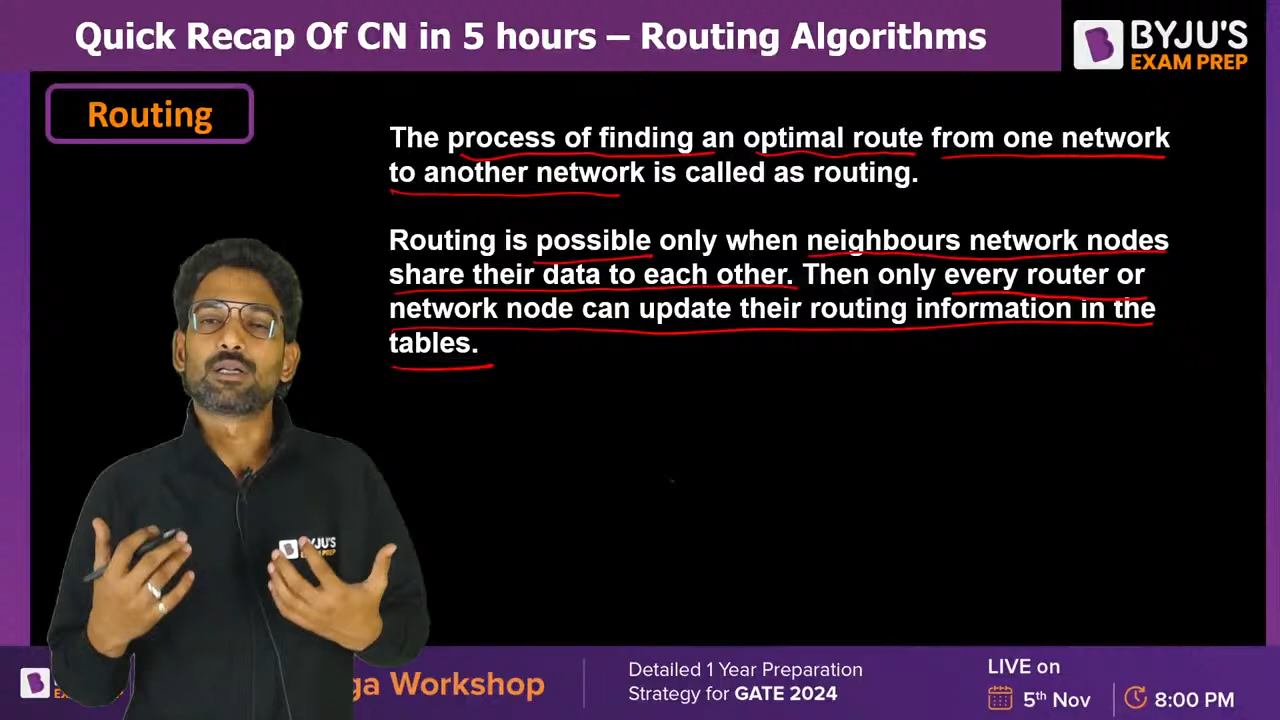 Quick Recap Of CN in 5 hours – Routing Algorithms
BYJU'S
EXAM PREP
Routing
The process of finding an optimal route from one network
to another network is called as routing.
Routing is possible only when neighbours network nodes
share their data to each other. Then only every router or
network node can update their routing information in the
tables.
BYJU'S
EXAM PREP
Workshop
Detailed 1 Year Preparation
Strategy for GATE 2024
LIVE on
5th Nov
8:00 PM